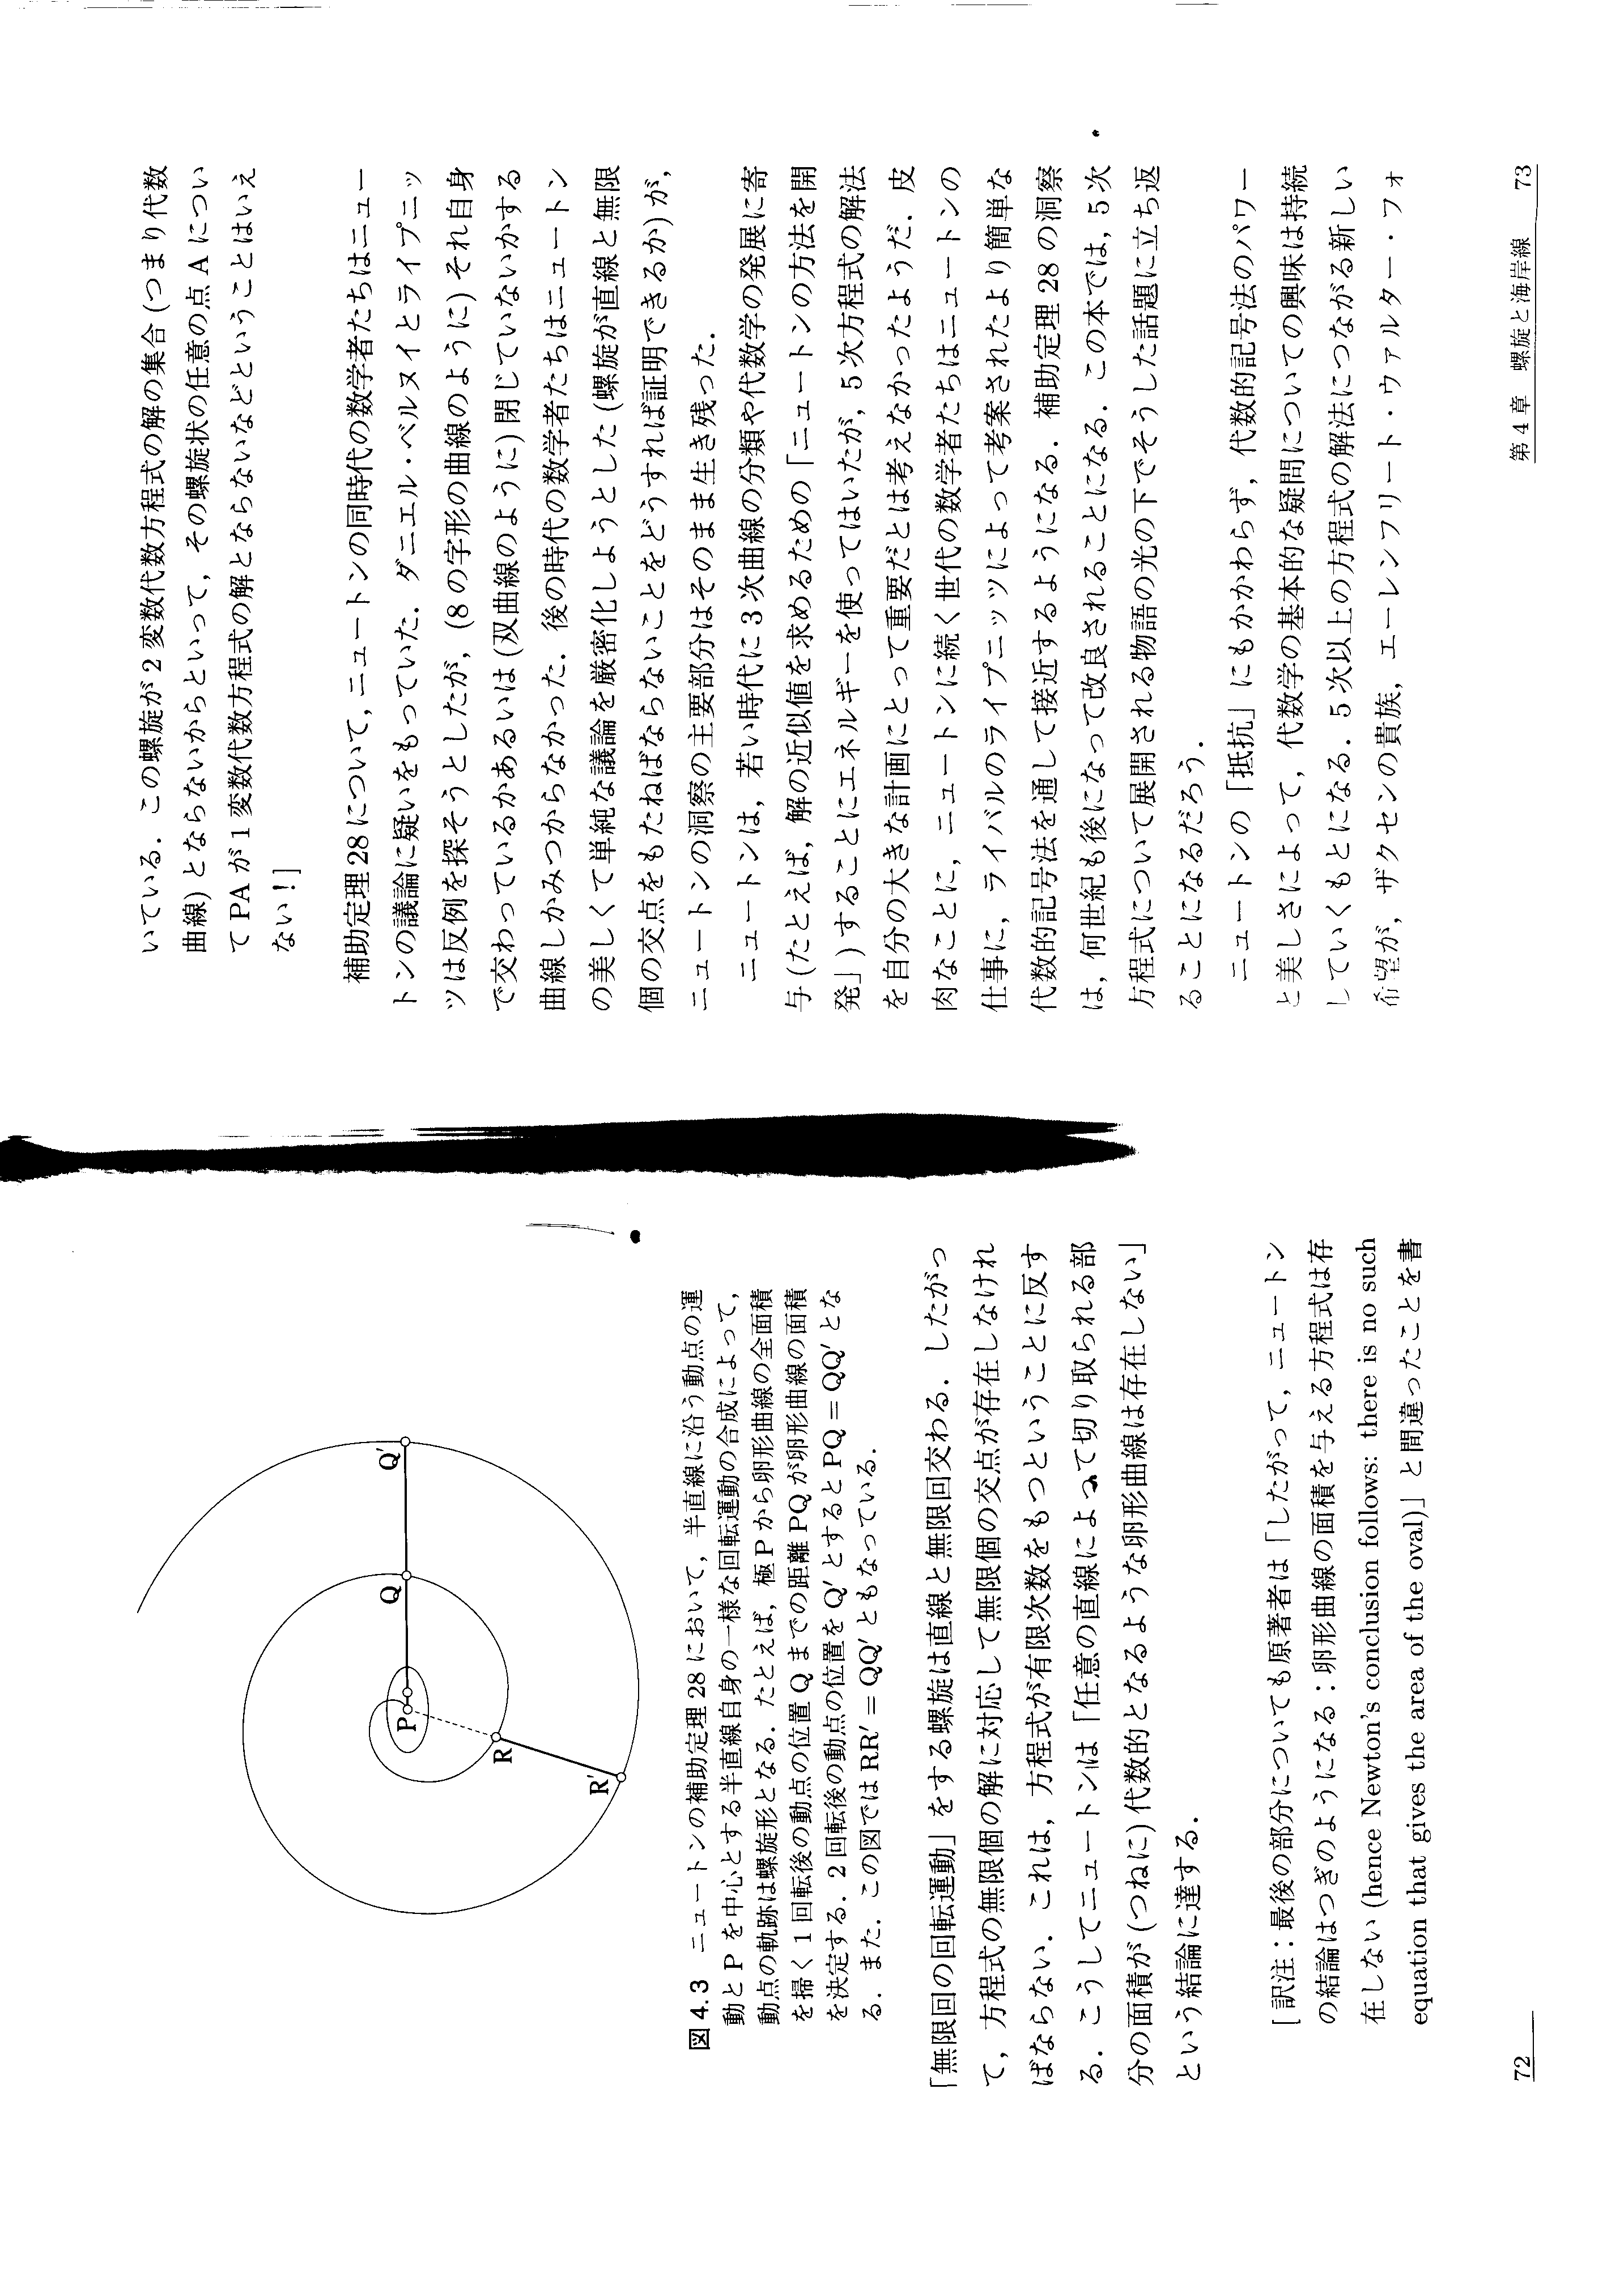 Q'
Q
P
R
R'
図4.3 ニュートンの補助定理28において，半直線に沿う動点の運
動とPを中心とする半直線自身の一様な回転運動の合成によって，
動点の軌跡は螺旋形となる．たとえば，極Pから卵形曲線の全面積
を掃く1回転後の動点の位置Qまでの距離PQが卵形曲線の面積
を決定する．2回転後の動点の位置をQ'とするとPQ＝QQ'とな
る．また，この図ではRR'＝QQ'ともなっている．
「無限回の回転運動」をする螺旋は直線と無限回交わる．したがっ
て，方程式の無限個の解に対応して無限個の交点が存在しなけれ
ばならない．これは，方程式が有限次数をもつということに反す
る．こうしてニュートンは「任意の直線によって切り取られる部
分の面積が(つねに)代数的となるような卵形曲線は存在しない」
という結論に達する．
[訳注：最後の部分についても原著者は「したがって，ニュートン
の結論はつぎのようになる：卵形曲線の面積を与える方程式は存
在しない (hence Newton's conclusion follows: there is no such
equation that gives the area of the oval)」と間違ったことを書
72
いている．この螺旋が2変数代数方程式の解の集合(つまり代数
曲線)とならないからといって，その螺旋状の任意の点Aについ
てPAが1変数代数方程式の解とならないなどということはいえ
ない！]
補助定理28について，ニュートンの同時代の数学者たちはニュー
トンの議論に疑いをもっていた．ダニエル・ベルヌイとライプニッ
ツは反例を探そうとしたが，(8の字形の曲線のように)それ自身
で交わっているかあるいは(双曲線のように)閉じていないかする
曲線しかみつからなかった．後の時代の数学者たちはニュートン
の美しくて単純な議論を厳密化しようとした(螺旋が直線と無限
個の交点をもたねばならないことをどうすれば証明できるか)が，
ニュートンの洞察の主要部分はそのまま生き残った．
ニュートンは，若い時代に3次曲線の分類や代数学の発展に寄
与(たとえば，解の近似値を求めるための「ニュートンの方法を開
発」)することにエネルギーを使ってはいたが，5次方程式の解法
を自分の大きな計画にとって重要だとは考えなかったようだ．皮
肉なことに，ニュートンに続く世代の数学者たちはニュートンの
仕事に，ライバルのライプニッツによって考案されたより簡単な
代数的記号法を通して接近するようになる．補助定理28の洞察
は，何世紀も後になって改良されることになる．この本では，5次
方程式について展開される物語の光の下でそうした話題に立ち返
ることになるだろう．
ニュートンの「抵抗」にもかかわらず，代数的記号法のパワー
と美しさによって，代数学の基本的な疑問についての興味は持続
していくもとになる．5次以上の方程式の解法につながる新しい
希望が，ザクセンの貴族，エーレンフリート・ウァルター・フォ
第4章 螺旋と海岸線 73